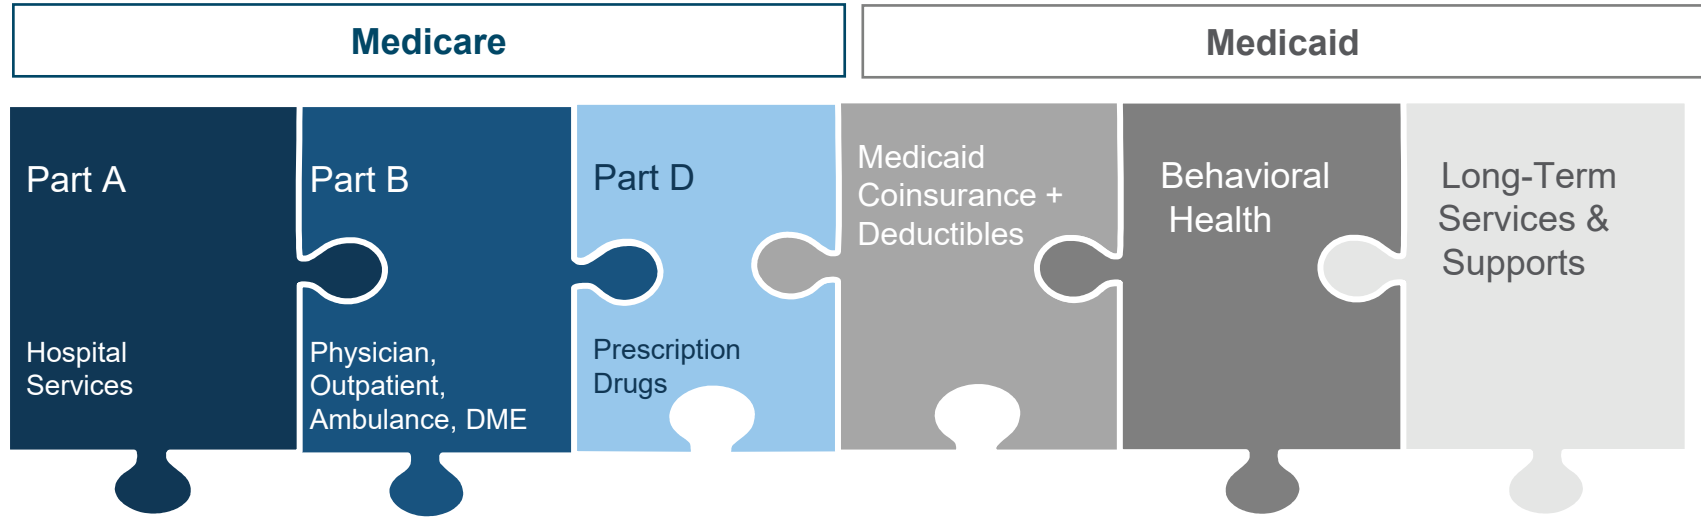 Medicare
Medicaid
Part A
Hospital
Services
Part B
Physician,
Outpatient,
Ambulance, DME
Part D
Prescription
Drugs
Medicaid
Coinsurance +
Deductibles
Behavioral
Health
Long-Term
Services &
Supports